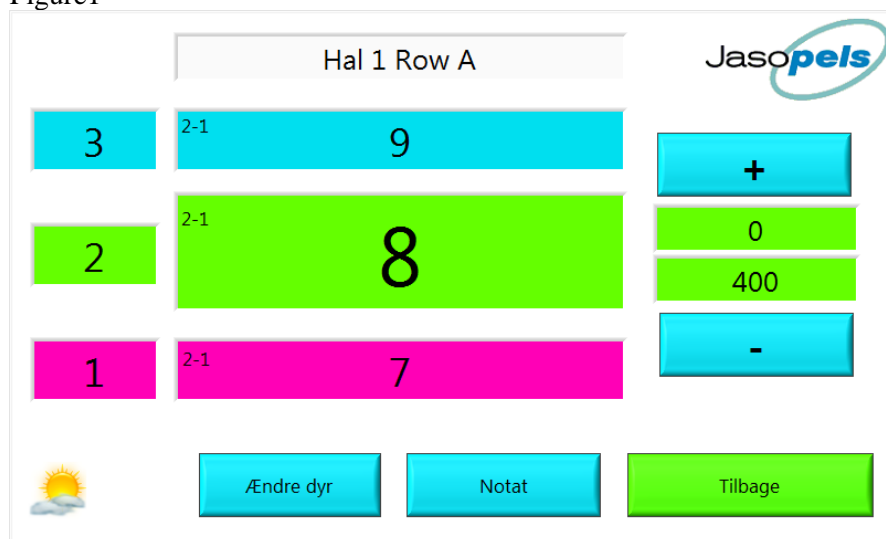 Figure1
Hal 1 Row A
Jasopels
3
2-1
9
+
2
2-1
8
0
400
1
2-1
7
-
Ændre dyr
Notat
Tilbage